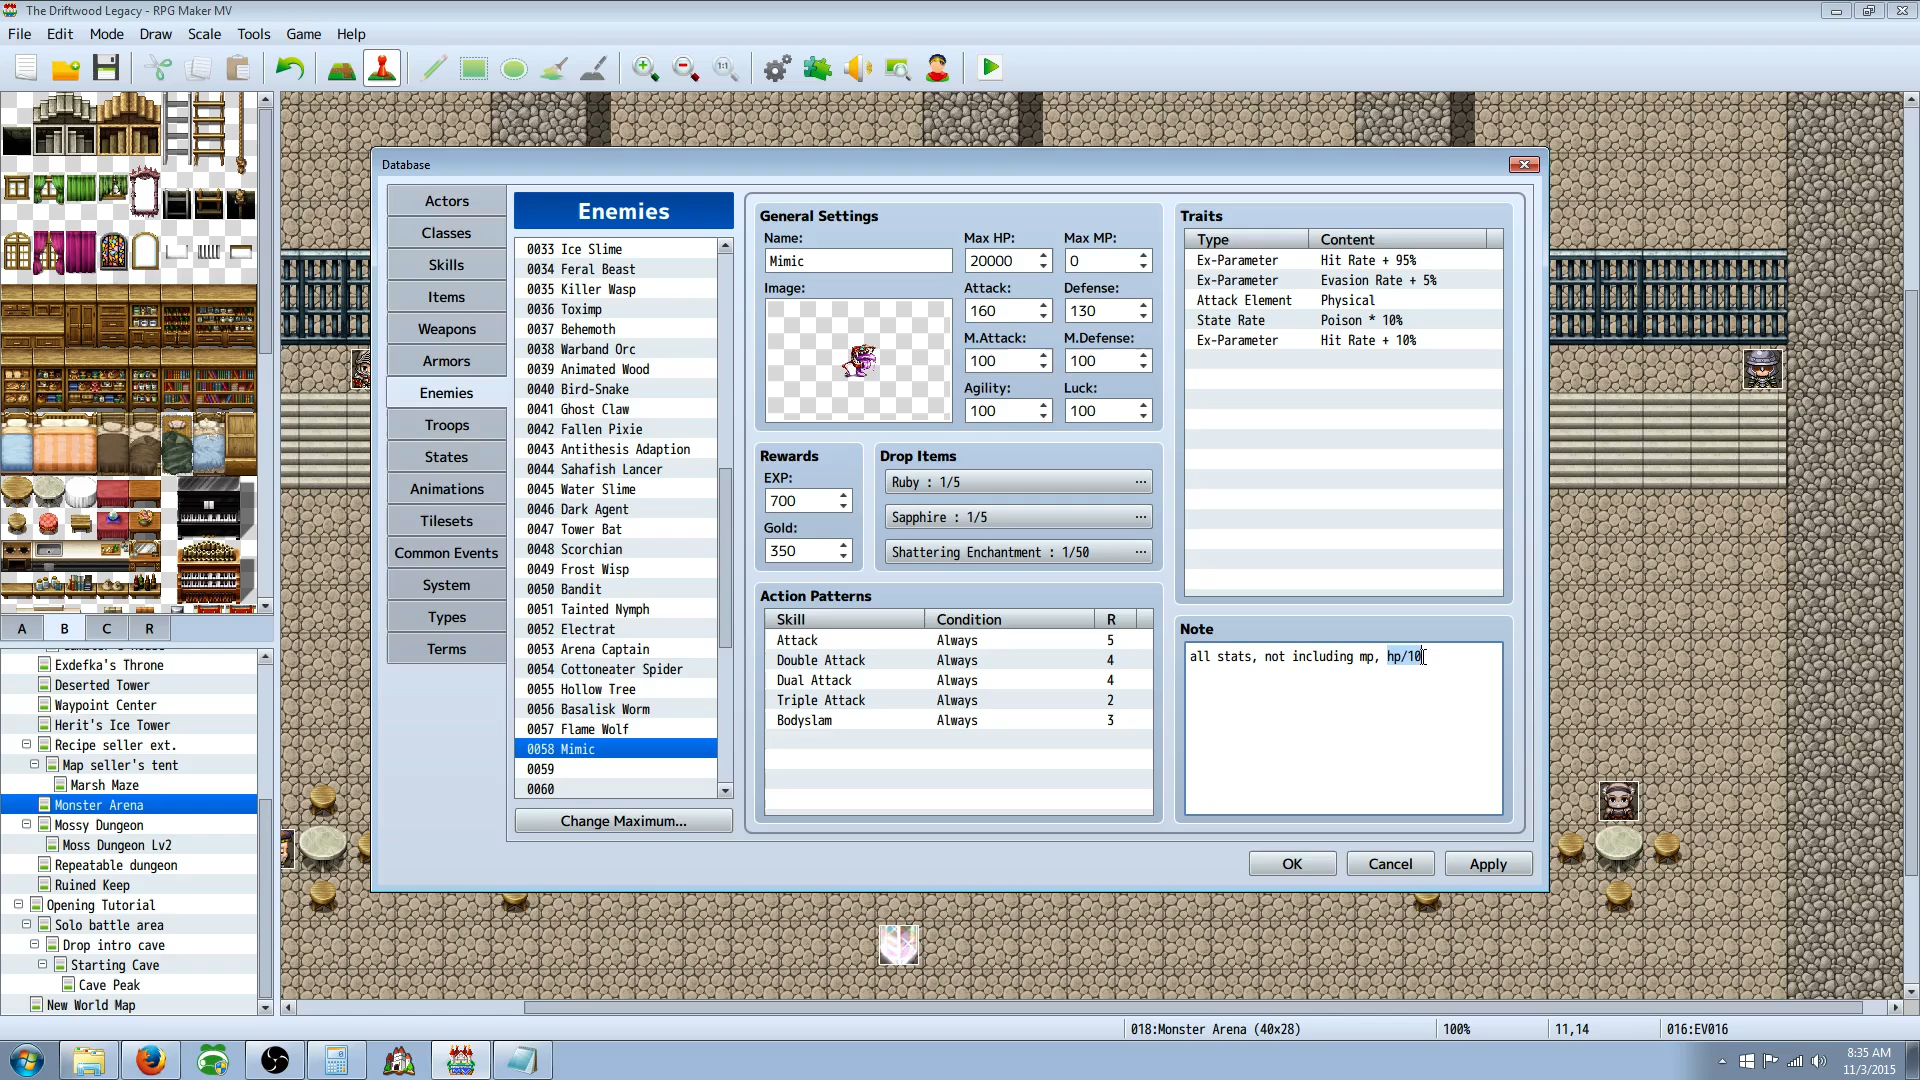 The Driftwood Legacy - RPG Maker MV
File Edit Mode Draw Scale Tools Game Help
1:1
A B C R
Exdefka's Throne
Deserted Tower
Waypoint Center
Herit's Ice Tower
Recipe seller ext.
Map seller's tent
Marsh Maze
Monster Arena
Mossy Dungeon
Moss Dungeon Lv2
Repeatable dungeon
Ruined Keep
Opening Tutorial
Solo battle area
Drop intro cave
Starting Cave
Cave Peak
New World Map
Database
Actors
Classes
Skills
Items
Weapons
Armors
Enemies
Troops
States
Animations
Tilesets
Common Events
System
Types
Terms
Enemies
0033 Ice Slime
0034 Feral Beast
0035 Killer Wasp
0036 Toximp
0037 Behemoth
0038 Warband Orc
0039 Animated Wood
0040 Bird-Snake
0041 Ghost Claw
0042 Fallen Pixie
0043 Antithesis Adaption
0044 Sahafish Lancer
0045 Water Slime
0046 Dark Agent
0047 Tower Bat
0048 Scorchian
0049 Frost Wisp
0050 Bandit
0051 Tainted Nymph
0052 Electrat
0053 Arena Captain
0054 Cottoneater Spider
0055 Hollow Tree
0056 Basalisk Worm
0057 Flame Wolf
0058 Mimic
0059
0060
Change Maximum...
General Settings
Name: Max HP: Max MP:
Mimic 20000 0
Image: Attack: Defense:
160 130
M.Attack: M.Defense:
100 100
Agility: Luck:
100 100
Rewards
EXP:
700
Gold:
350
Drop Items
Ruby : 1/5 ...
Sapphire : 1/5 ...
Shattering Enchantment : 1/50 ...
Action Patterns
Skill Condition R
Attack Always 5
Double Attack Always 4
Dual Attack Always 4
Triple Attack Always 2
Bodyslam Always 3
Traits
Type Content
Ex-Parameter Hit Rate + 95%
Ex-Parameter Evasion Rate + 5%
Attack Element Physical
State Rate Poison * 10%
Ex-Parameter Hit Rate + 10%
Note
all stats, not including mp, hp/10
OK Cancel Apply
018:Monster Arena (40x28) 100% 11,14 016:EV016
8:35 AM
11/3/2015